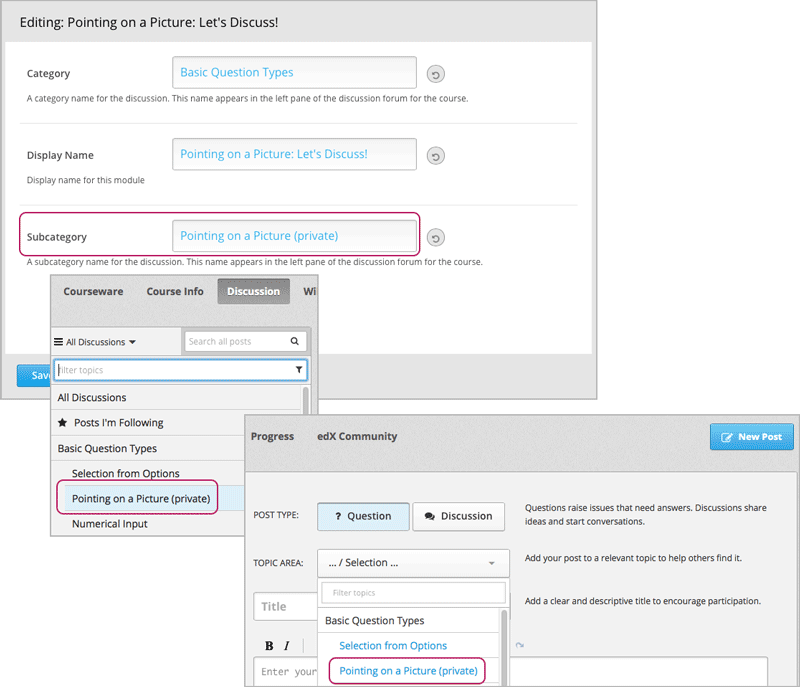 Editing: Pointing on a Picture: Let's Discuss!
Category Basic Question Types
A category name for the discussion. This name appears in the left pane of the discussion forum for the course.
Display Name Pointing on a Picture: Let's Discuss!
Display name for this module
Subcategory Pointing on a Picture (private)
A subcategory name for the discussion. This name appears in the left pane of the discussion forum for the course.
Courseware Course Info Discussion Wi
All Discussions Search all posts
Filter topics
Sav
All Discussions
Posts I'm Following
Basic Question Types
Selection from Options
Pointing on a Picture (private)
Numerical Input
Progress edX Community New Post
POST TYPE: ? Question Discussion
Questions raise issues that need answers. Discussions share
ideas and start conversations.
TOPIC AREA: ... / Selection ... Add your post to a relevant topic to help others find it.
Filter topics
Title Add a clear and descriptive title to encourage participation.
Basic Question Types
B I Selection from Options
Enter your Pointing on a Picture (private)